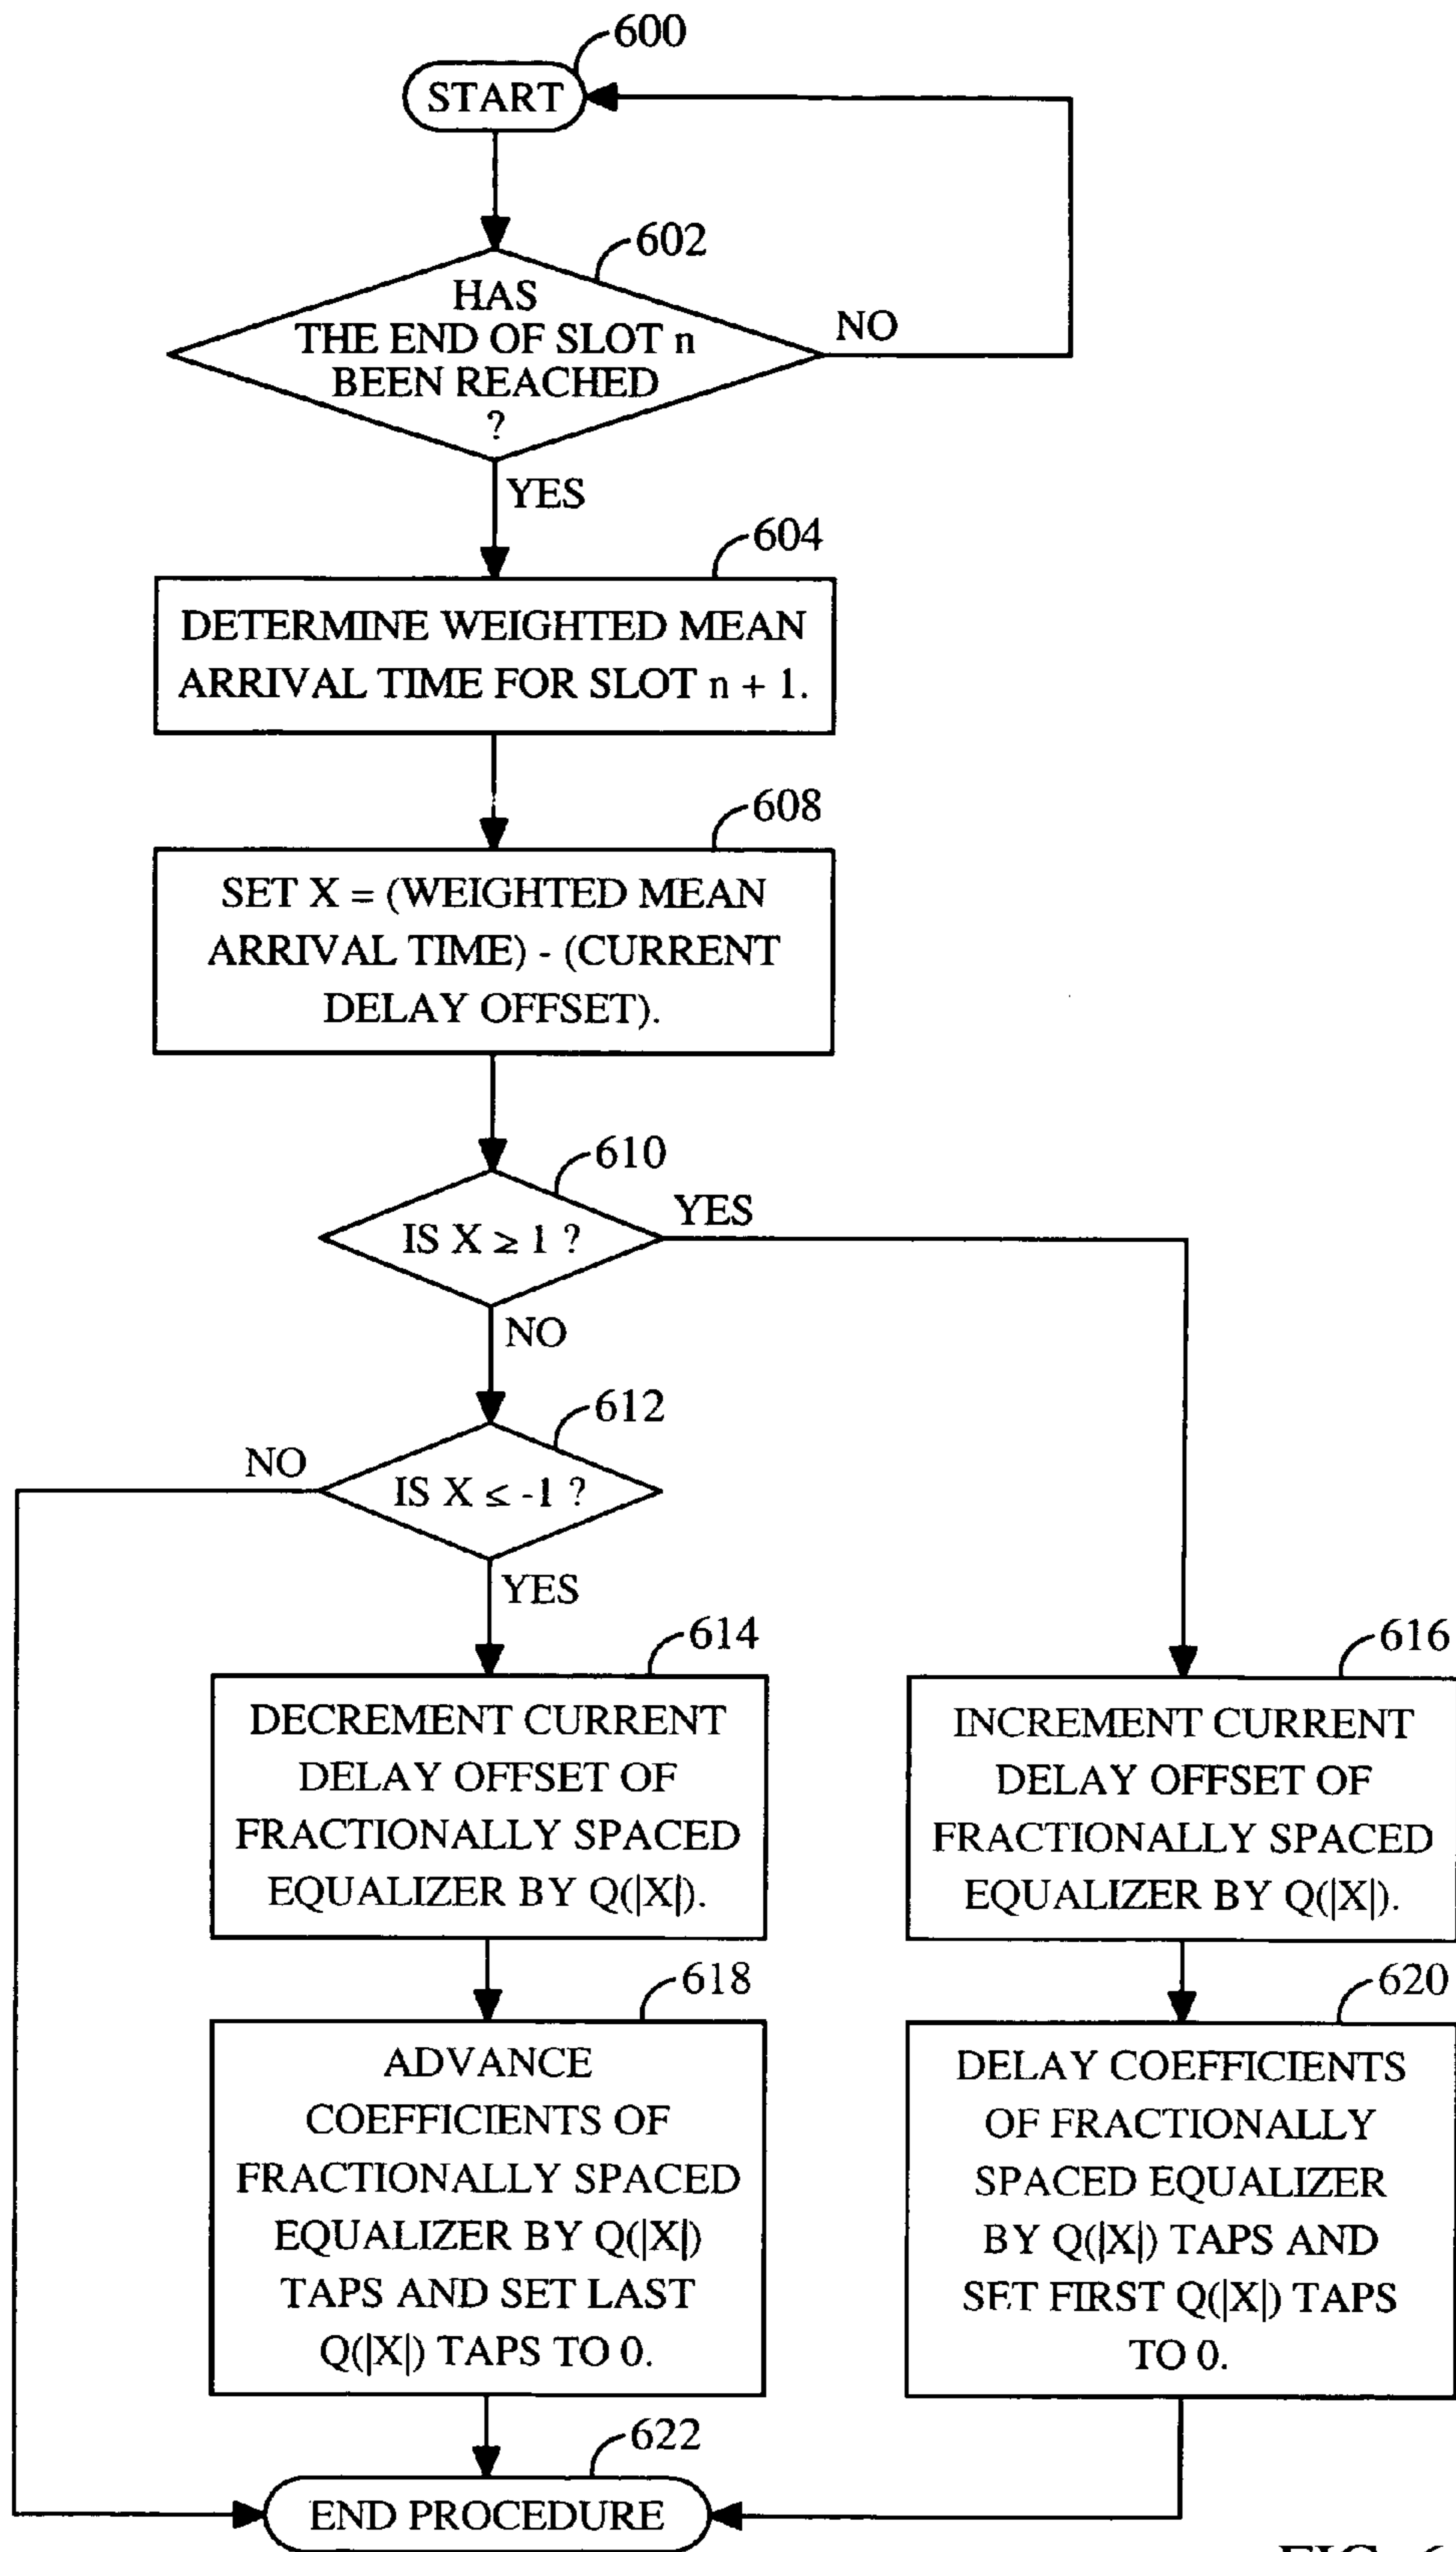 600
START
602
HAS
THE END OF SLOT n
BEEN REACHED
?
NO
YES
604
DETERMINE WEIGHTED MEAN
ARRIVAL TIME FOR SLOT n + 1.
608
SET X = (WEIGHTED MEAN
ARRIVAL TIME) - (CURRENT
DELAY OFFSET).
610
IS X ≥ 1 ?
YES
NO
612
IS X ≤ -1 ?
NO
YES
614
DECREMENT CURRENT
DELAY OFFSET OF
FRACTIONALLY SPACED
EQUALIZER BY Q(|X|).
616
INCREMENT CURRENT
DELAY OFFSET OF
FRACTIONALLY SPACED
EQUALIZER BY Q(|X|).
618
ADVANCE
COEFFICIENTS OF
FRACTIONALLY SPACED
EQUALIZER BY Q(|X|)
TAPS AND SET LAST
Q(|X|) TAPS TO 0.
620
DELAY COEFFICIENTS
OF FRACTIONALLY
SPACED EQUALIZER
BY Q(|X|) TAPS AND
SET FIRST Q(|X|) TAPS
TO 0.
622
END PROCEDURE